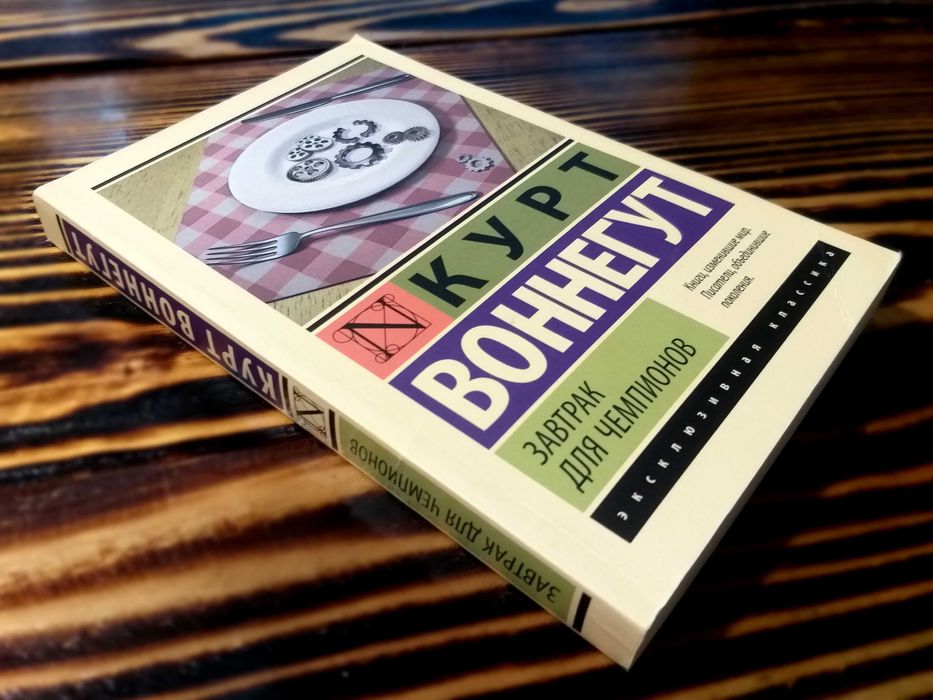 КУРТ
ВОННЕГУТ
Книги, изменившие мир.
Писатели, объединившие
поколения.
ЗАВТРАК
ДЛЯ ЧЕМПИОНОВ
эксклюзивная классика
КУРТ ВОННЕГУТ
ЗАВТРАК ДЛЯ ЧЕМПИОНОВ